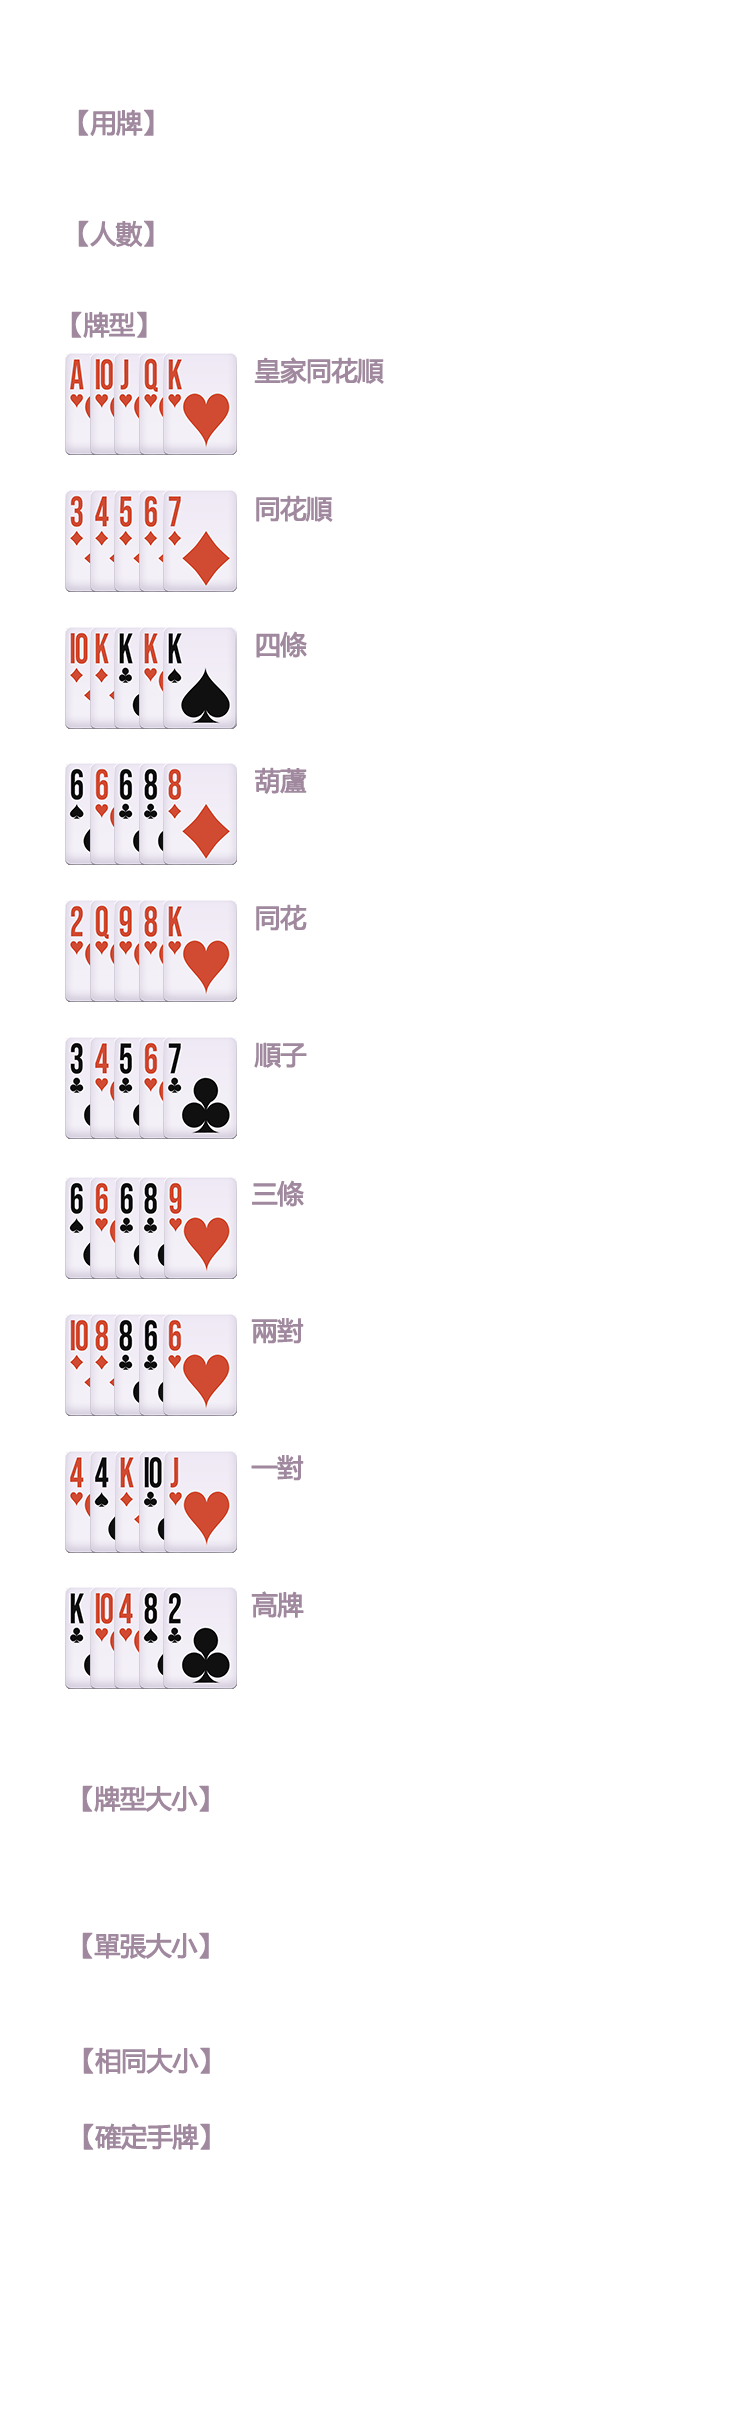 【用牌】
【人數】
【牌型】
A 10 J Q K
皇家同花順
3 4 5 6 7
同花順
10 K K K K
四條
6 6 6 8 8
葫蘆
2 Q 9 8 K
同花
3 4 5 6 7
順子
6 6 6 8 9
三條
10 8 8 6 6
兩對
4 4 K 10 J
一對
K 10 4 8 2
高牌
【牌型大小】
【單張大小】
【相同大小】
【確定手牌】